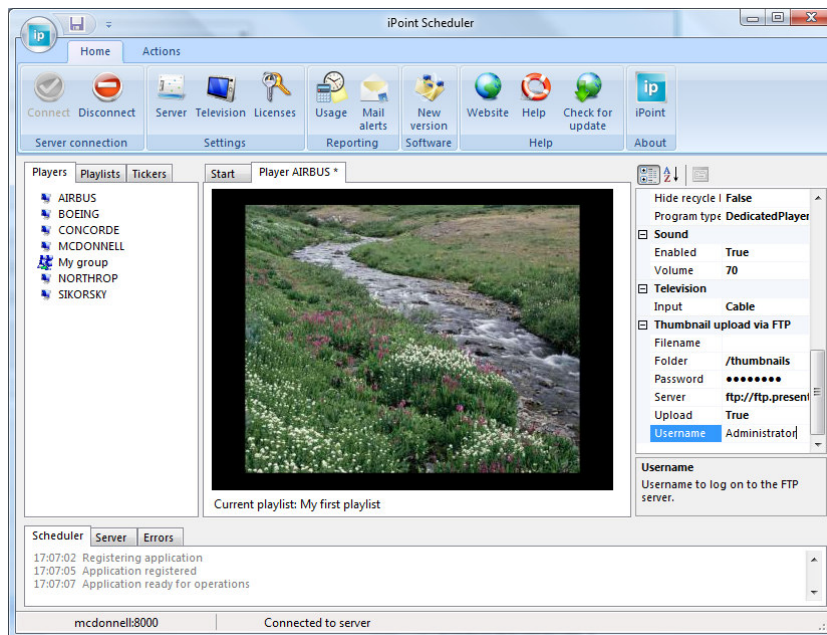 iPoint Scheduler
ip
Home Actions
Connect Disconnect Server Television Licenses Usage Mail alerts New version Website Help Check for update ip iPoint
Server connection Settings Reporting Software Help About
Players Playlists Tickers
Start Player AIRBUS *
AIRBUS
BOEING
CONCORDE
MCDONNELL
My group
NORTHROP
SIKORSKY
Current playlist: My first playlist
Hide recycle False
Program type DedicatedPlayer
Sound
Enabled True
Volume 70
Television
Input Cable
Thumbnail upload via FTP
Filename
Folder /thumbnails
Password ●●●●●●●●
Server ftp://ftp.present
Upload True
Username Administrator
Username
Username to log on to the FTP
server.
Scheduler Server Errors
17:07:02 Registering application
17:07:05 Application registered
17:07:07 Application ready for operations
mcdonnell:8000 Connected to server